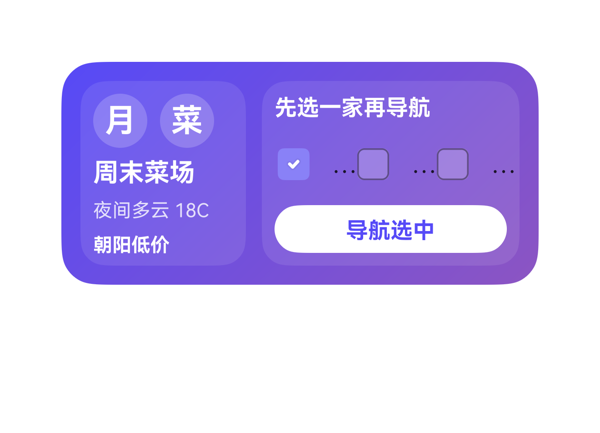 月 菜
周末菜场
夜间多云 18C
朝阳低价
先选一家再导航
... ... ...
导航选中